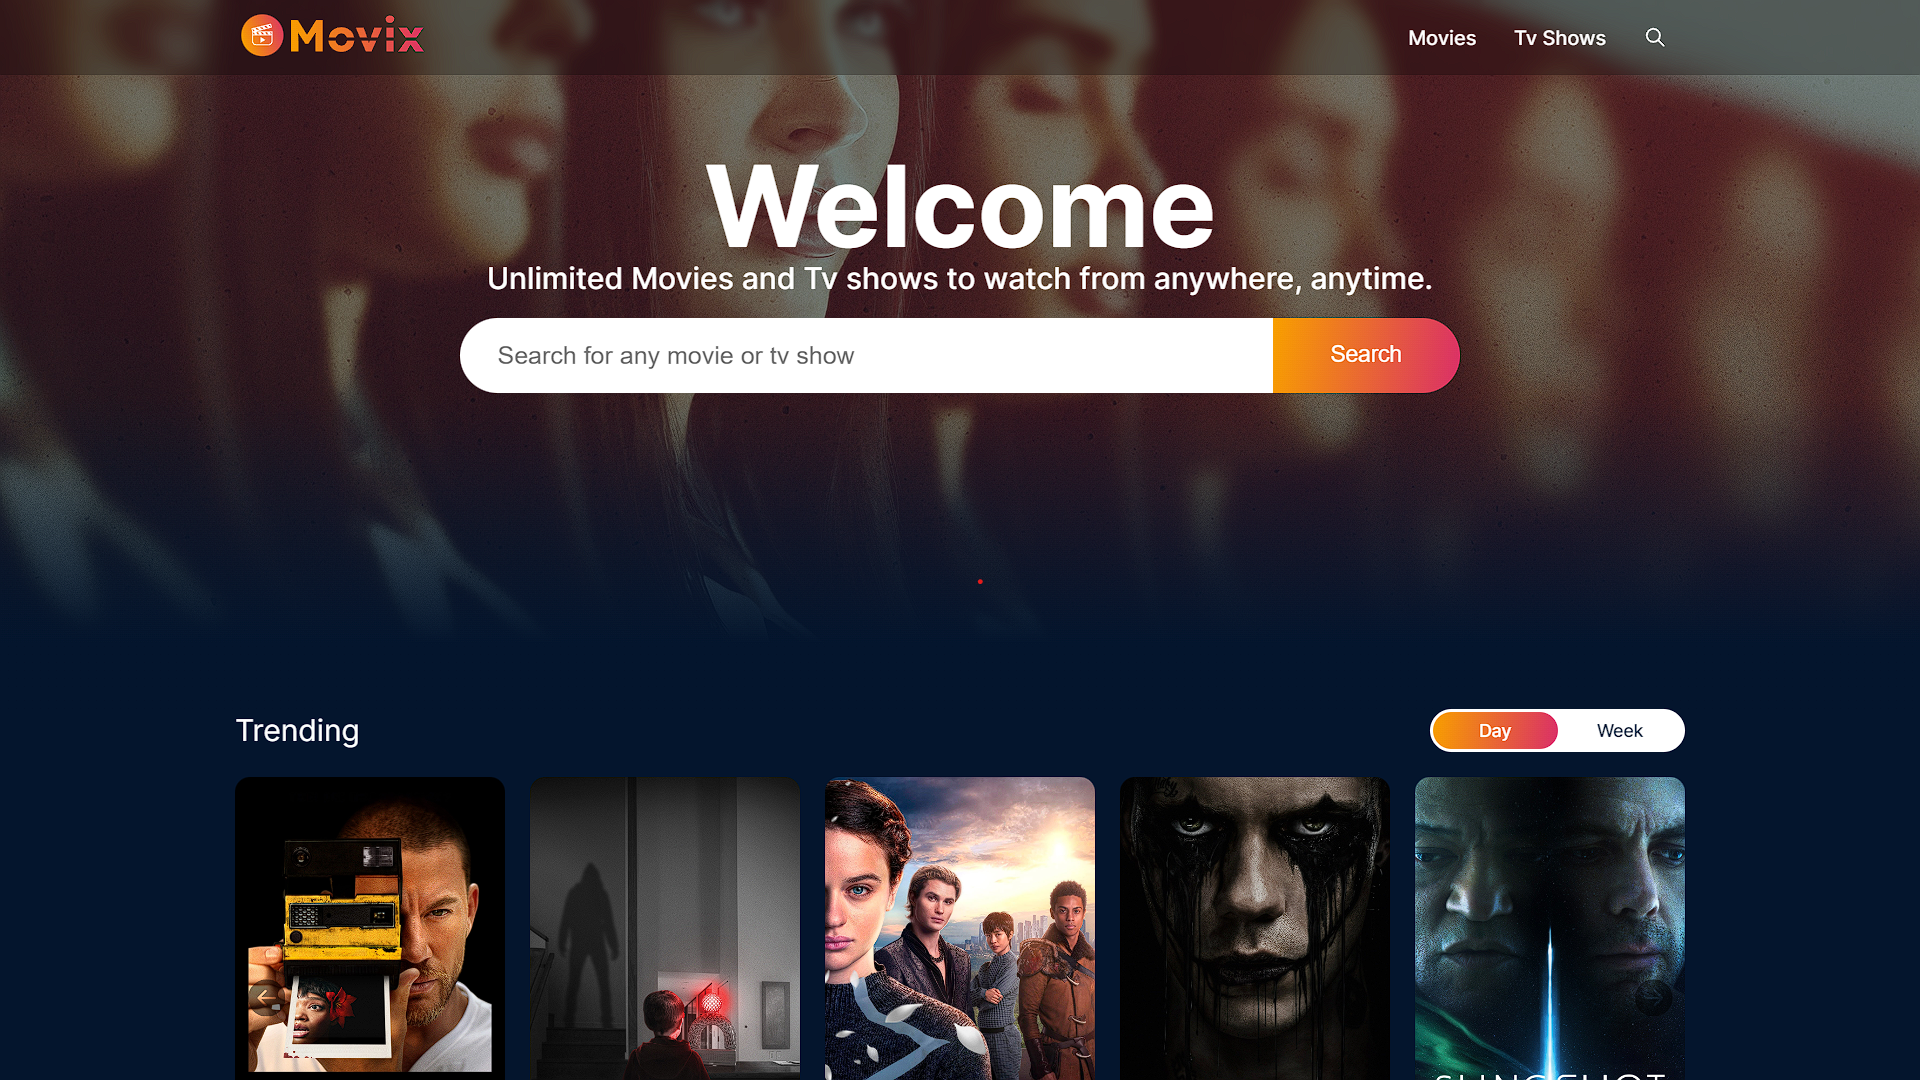 Movix
Movies
Tv Shows
Welcome
Unlimited Movies and Tv shows to watch from anywhere, anytime.
Search for any movie or tv show
Search
Trending
Day
Week
SLINGSHOT